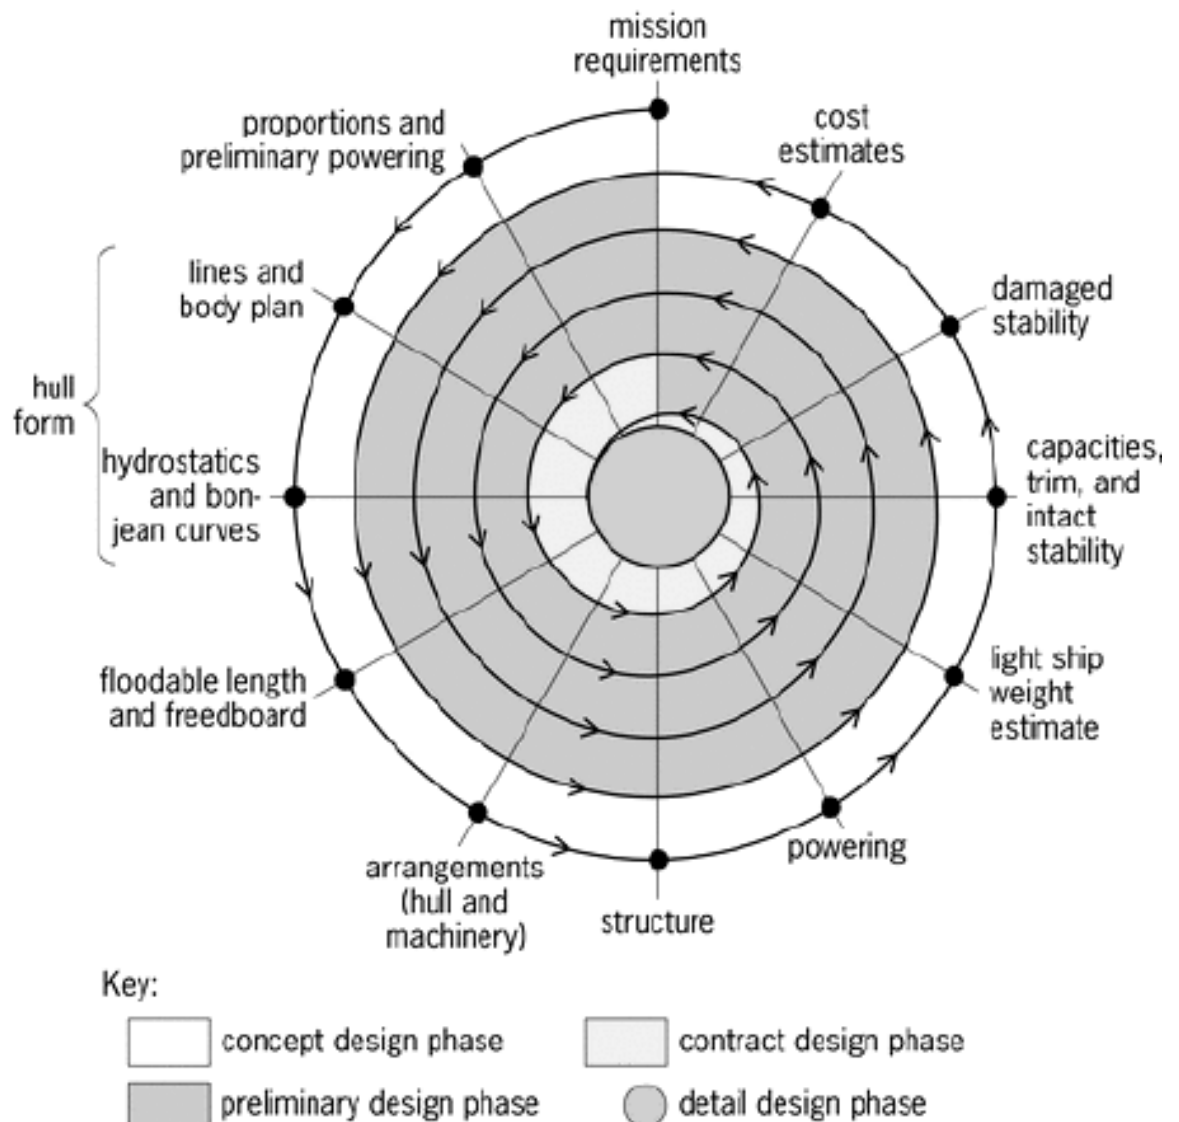 mission
requirements
proportions and
preliminary powering
cost
estimates
lines and
body plan
damaged
stability
hull
form
hydrostatics
and bon-
jean curves
capacities,
trim, and
intact
stability
floodable length
and freedboard
light ship
weight
estimate
arrangements
(hull and
machinery)
structure
powering
Key:
concept design phase
contract design phase
preliminary design phase
detail design phase